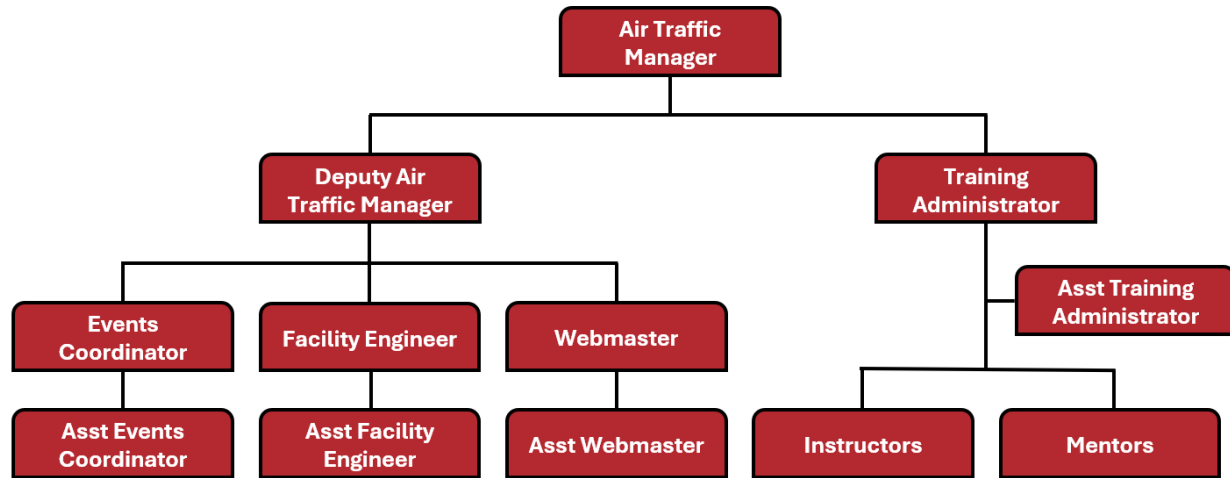 Air Traffic
Manager
Deputy Air
Traffic Manager
Training
Administrator
Asst Training
Administrator
Events
Coordinator
Facility Engineer
Webmaster
Asst Events
Coordinator
Asst Facility
Engineer
Asst Webmaster
Instructors
Mentors